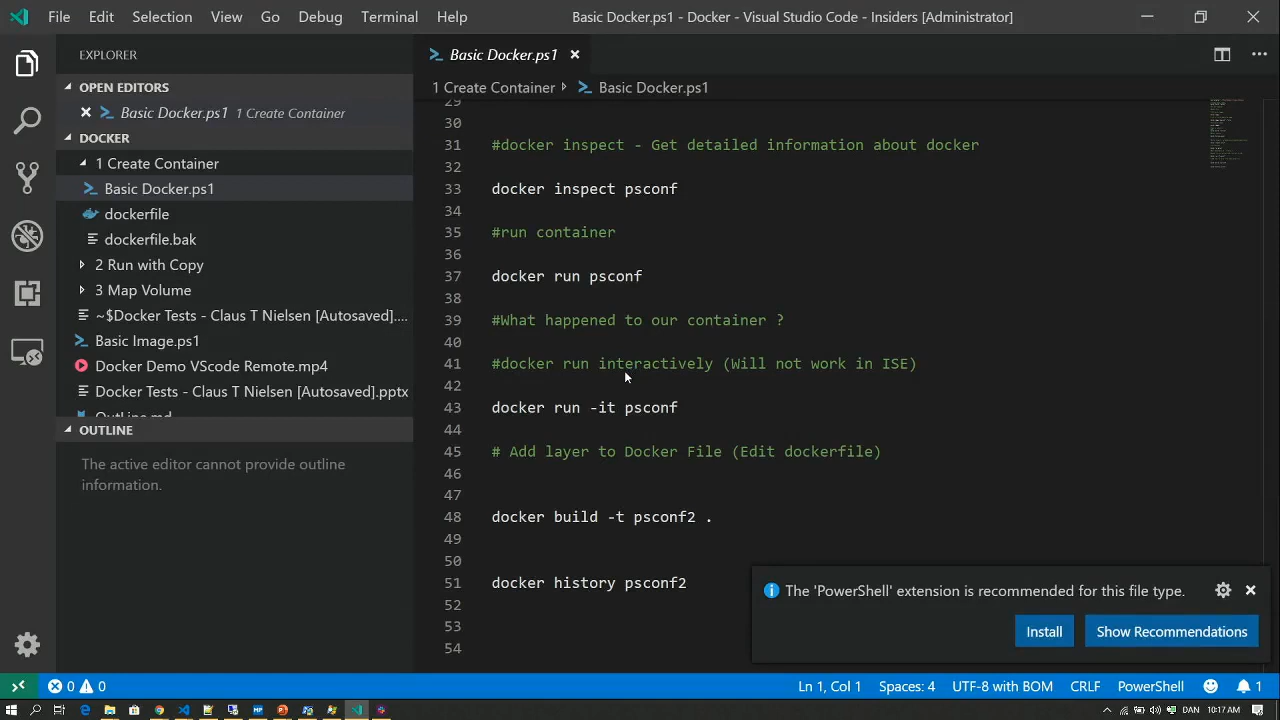 File Edit Selection View Go Debug Terminal Help
Basic Docker.ps1 - Docker - Visual Studio Code - Insiders [Administrator]
EXPLORER
OPEN EDITORS
Basic Docker.ps1 1 Create Container
DOCKER
1 Create Container
Basic Docker.ps1
dockerfile
dockerfile.bak
2 Run with Copy
3 Map Volume
~$Docker Tests - Claus T Nielsen [Autosaved]....
Basic Image.ps1
Docker Demo VScode Remote.mp4
Docker Tests - Claus T Nielsen [Autosaved].pptx
OutLine.md
OUTLINE
The active editor cannot provide outline
information.
Basic Docker.ps1
1 Create Container Basic Docker.ps1
29
30
31 #docker inspect - Get detailed information about docker
32
33 docker inspect psconf
34
35 #run container
36
37 docker run psconf
38
39 #What happened to our container ?
40
41 #docker run interactively (Will not work in ISE)
42
43 docker run -it psconf
44
45 # Add layer to Docker File (Edit dockerfile)
46
47
48 docker build -t psconf2 .
49
50
51 docker history psconf2
52
53
54
The 'PowerShell' extension is recommended for this file type.
Install Show Recommendations
0 0 Ln 1, Col 1 Spaces: 4 UTF-8 with BOM CRLF PowerShell 1
DAN 10:17 AM